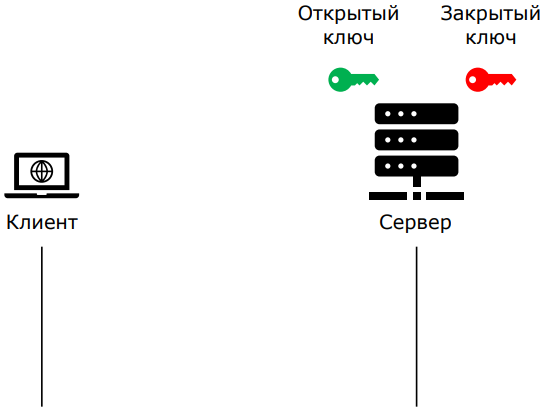 Открытый
ключ
Закрытый
ключ
Клиент
Сервер